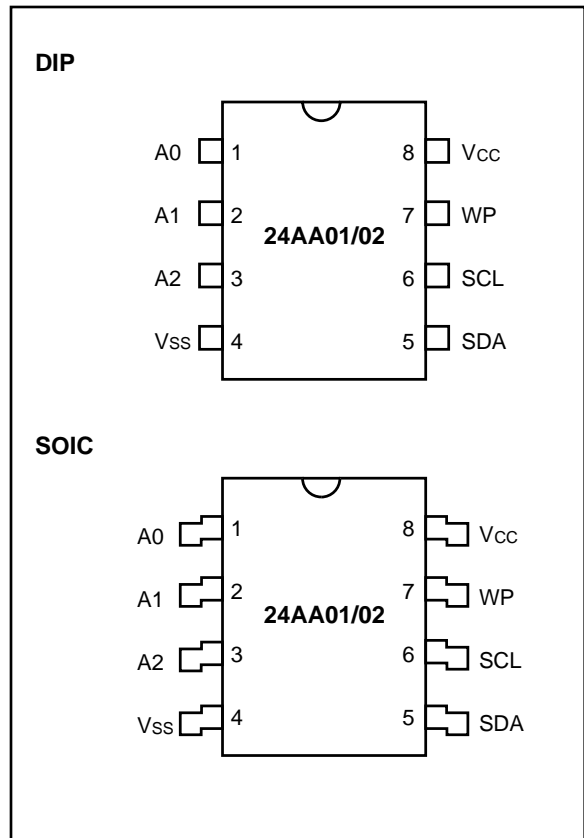 DIP
A0 1 8 VCC
A1 2 7 WP
24AA01/02
A2 3 6 SCL
VSS 4 5 SDA
SOIC
A0 1 8 VCC
A1 2 7 WP
24AA01/02
A2 3 6 SCL
VSS 4 5 SDA